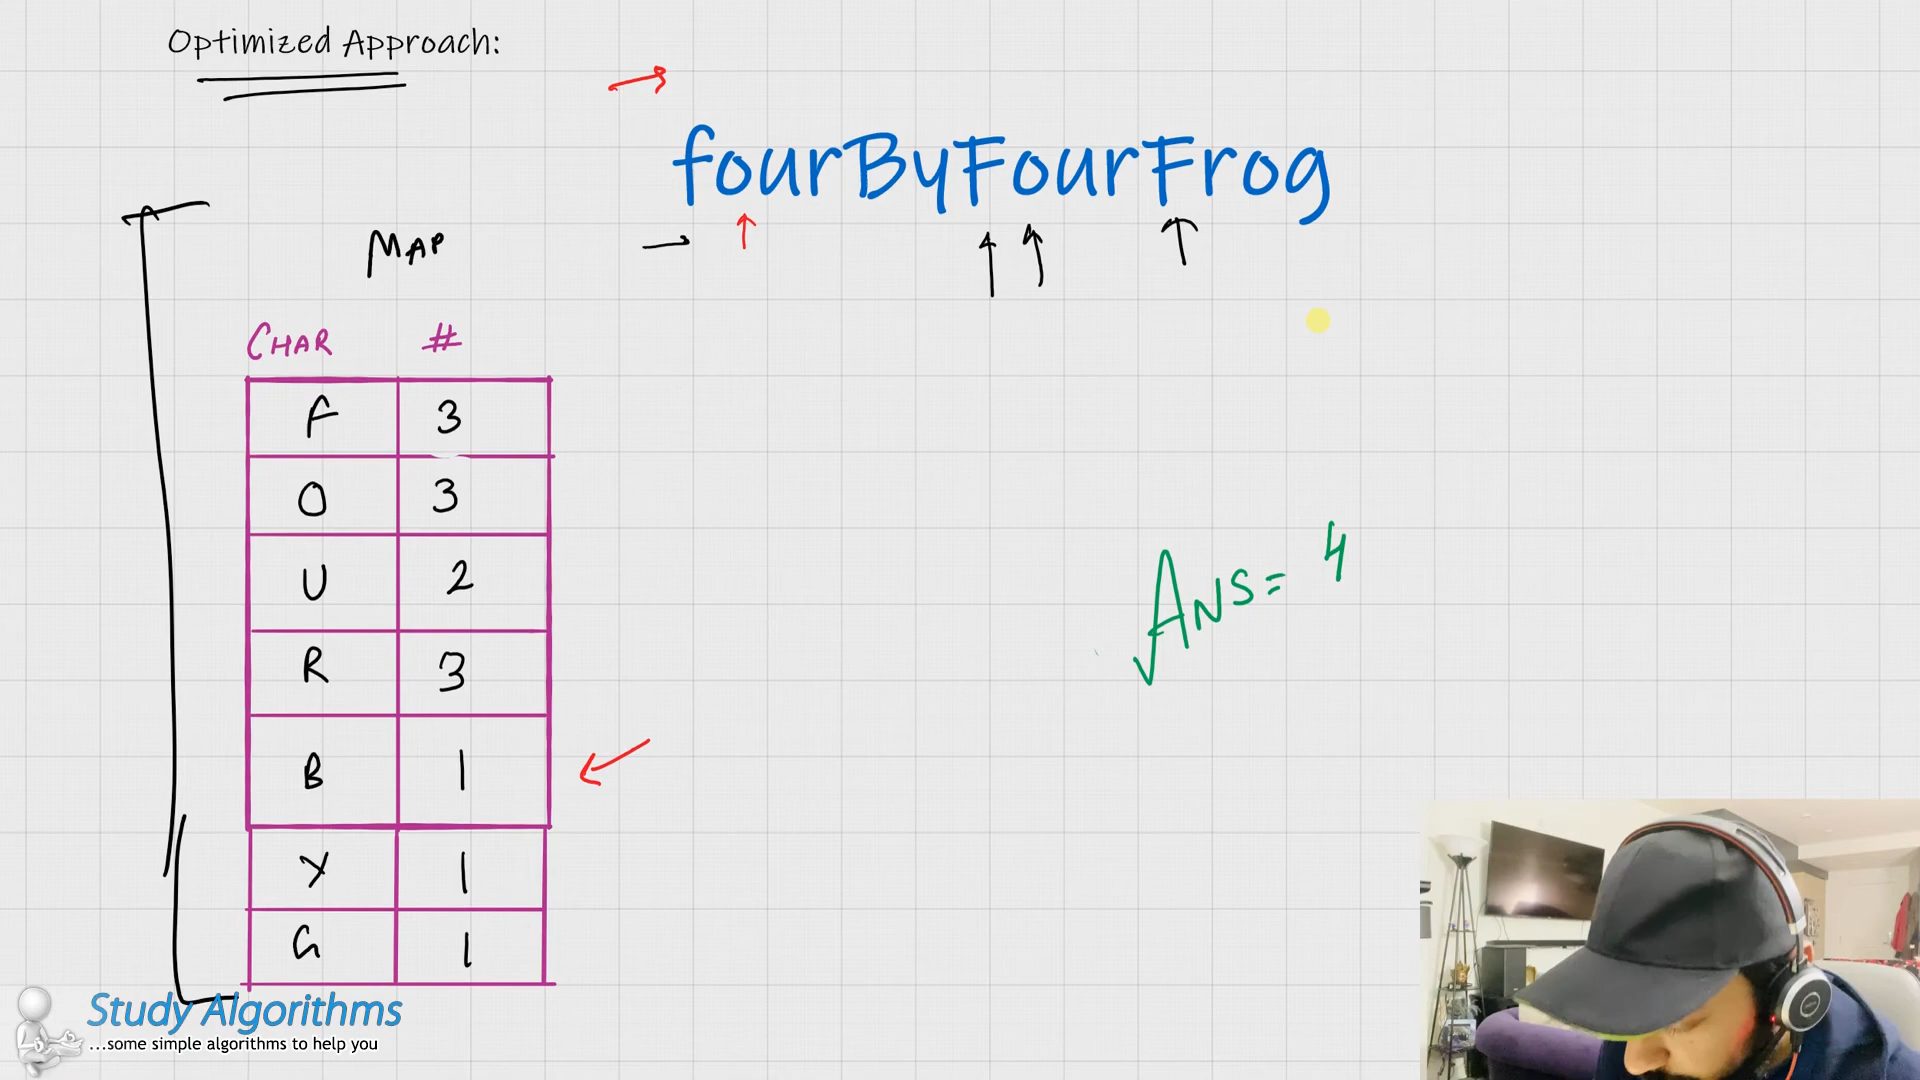 Optimized Approach:
fourByFourFrog
MAP
CHAR #
F 3
O 3
U 2
R 3
B 1
Y 1
G 1
ANS = 4
Study Algorithms
...some simple algorithms to help you